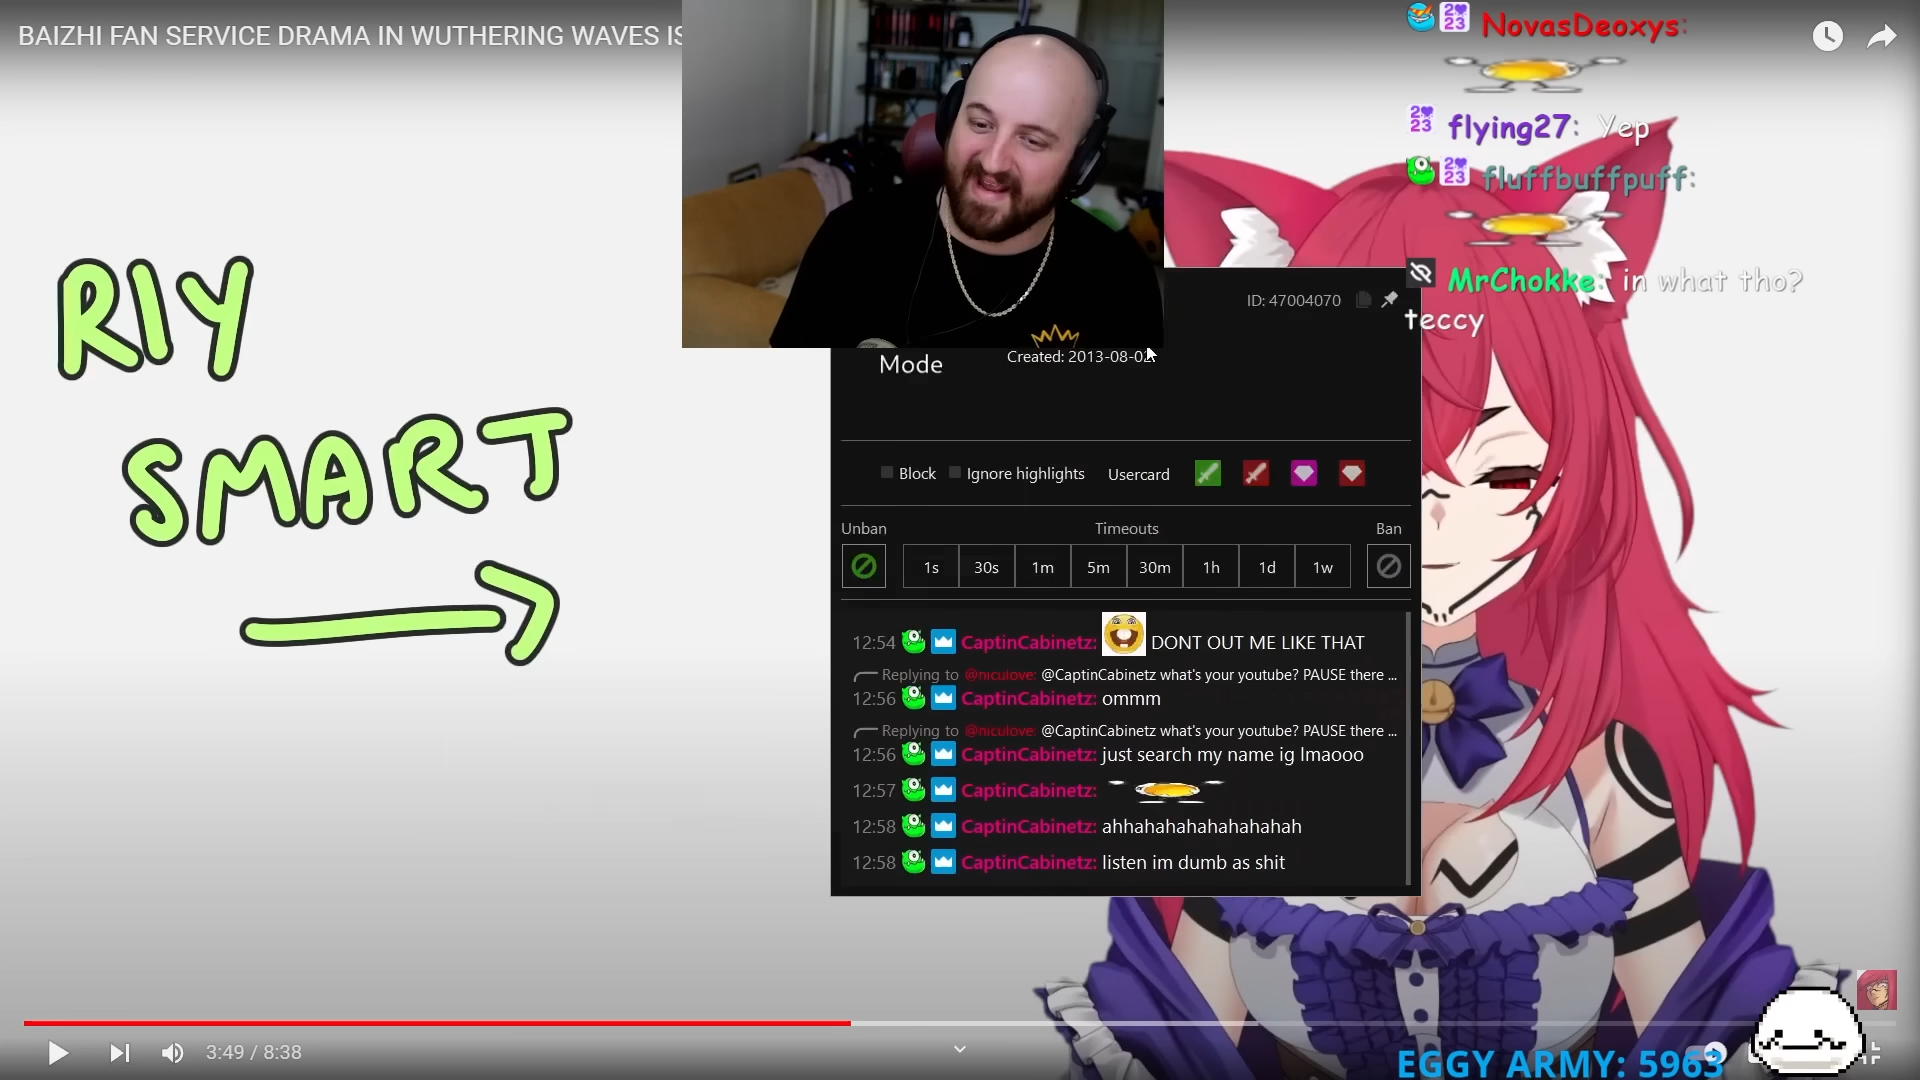 BAIZHI FAN SERVICE DRAMA IN WUTHERING WAVES IS
RIY
SMART
NovasDeoxys:
flying27: Yep
fluffbuffpuff:
MrChokke: in what tho?
teccy
ID: 47004070
Mode
Created: 2013-08-02
Block Ignore highlights Usercard
Unban Timeouts Ban
1s 30s 1m 5m 30m 1h 1d 1w
12:54 CaptinCabinetz: DONT OUT ME LIKE THAT
Replying to @niculove: @CaptinCabinetz what's your youtube? PAUSE there ...
12:56 CaptinCabinetz: ommm
Replying to @niculove: @CaptinCabinetz what's your youtube? PAUSE there ...
12:56 CaptinCabinetz: just search my name ig lmaooo
12:57 CaptinCabinetz:
12:58 CaptinCabinetz: ahhahahahahahahahah
12:58 CaptinCabinetz: listen im dumb as shit
3:49 / 8:38
EGGY ARMY: 5963